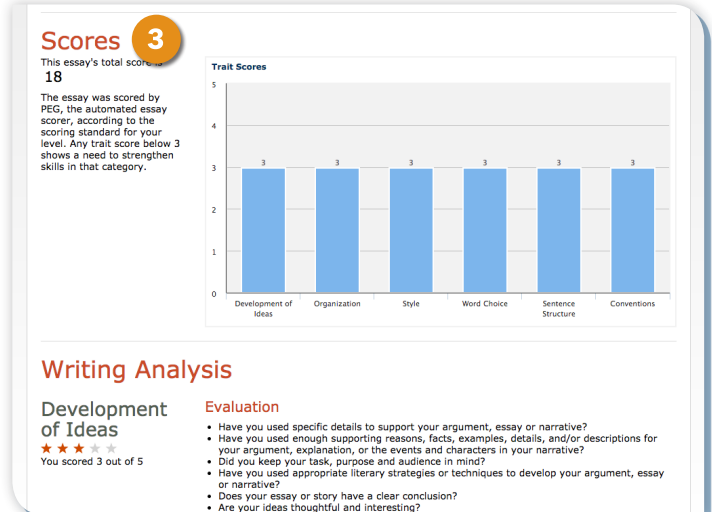 Scores
3
This essay's total score is
18
The essay was scored by
PEG, the automated essay
scorer, according to the
scoring standard for your
level. Any trait score below 3
shows a need to strengthen
skills in that category.
Trait Scores
5
4
3
2
1
0
3 3 3 3 3 3
Development of Ideas
Organization
Style
Word Choice
Sentence Structure
Conventions
Writing Analysis
Development
of Ideas
You scored 3 out of 5
Evaluation
• Have you used specific details to support your argument, essay or narrative?
• Have you used enough supporting reasons, facts, examples, details, and/or descriptions for
your argument, explanation, or the events and characters in your narrative?
• Did you keep your task, purpose and audience in mind?
• Have you used appropriate literary strategies or techniques to develop your argument, essay
or narrative?
• Does your essay or story have a clear conclusion?
• Are your ideas thoughtful and interesting?